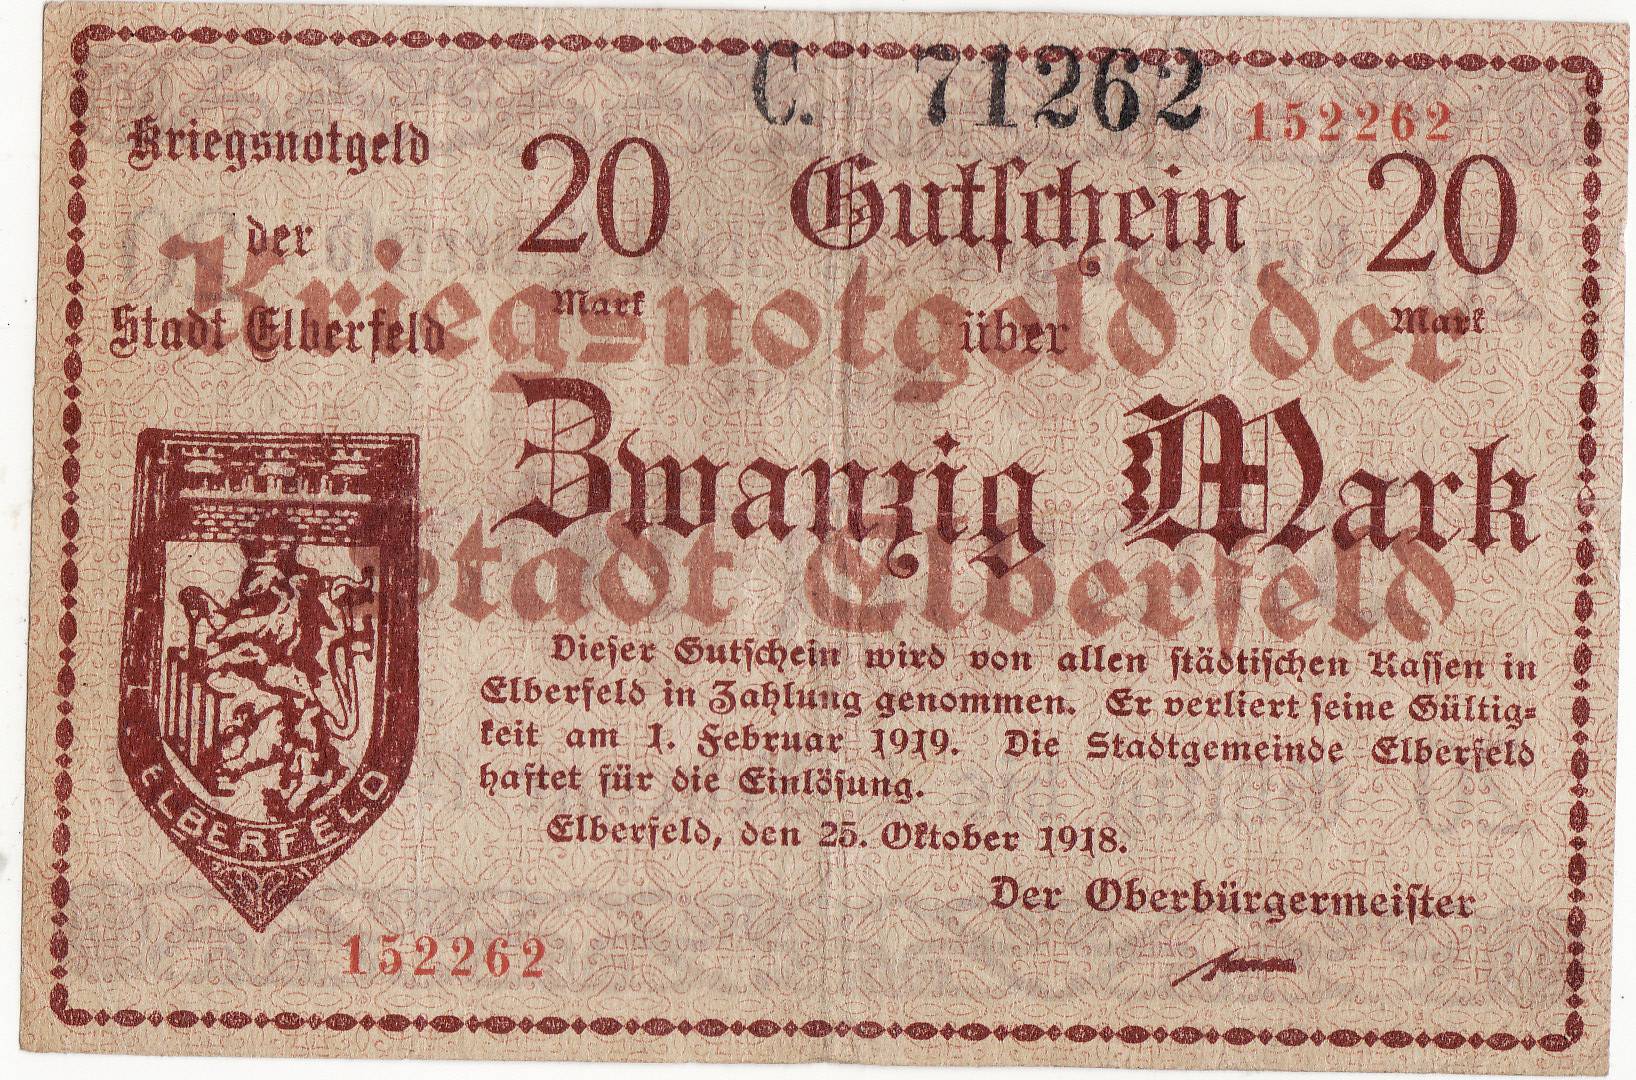 C. 71262
152262
Kriegsnotgeld
der
Stadt Elberfeld
20
Mark
Gutschein
über
20
Mark
Kriegsnotgeld der
Stadt Elberfeld
Zwanzig Mark
Dieser Gutschein wird von allen städtischen Kassen in
Elberfeld in Zahlung genommen. Er verliert seine Gültig-
keit am 1. Februar 1919. Die Stadtgemeinde Elberfeld
haftet für die Einlösung.
Elberfeld, den 25. Oktober 1918.
Der Oberbürgermeister
ELBERFELD
152262